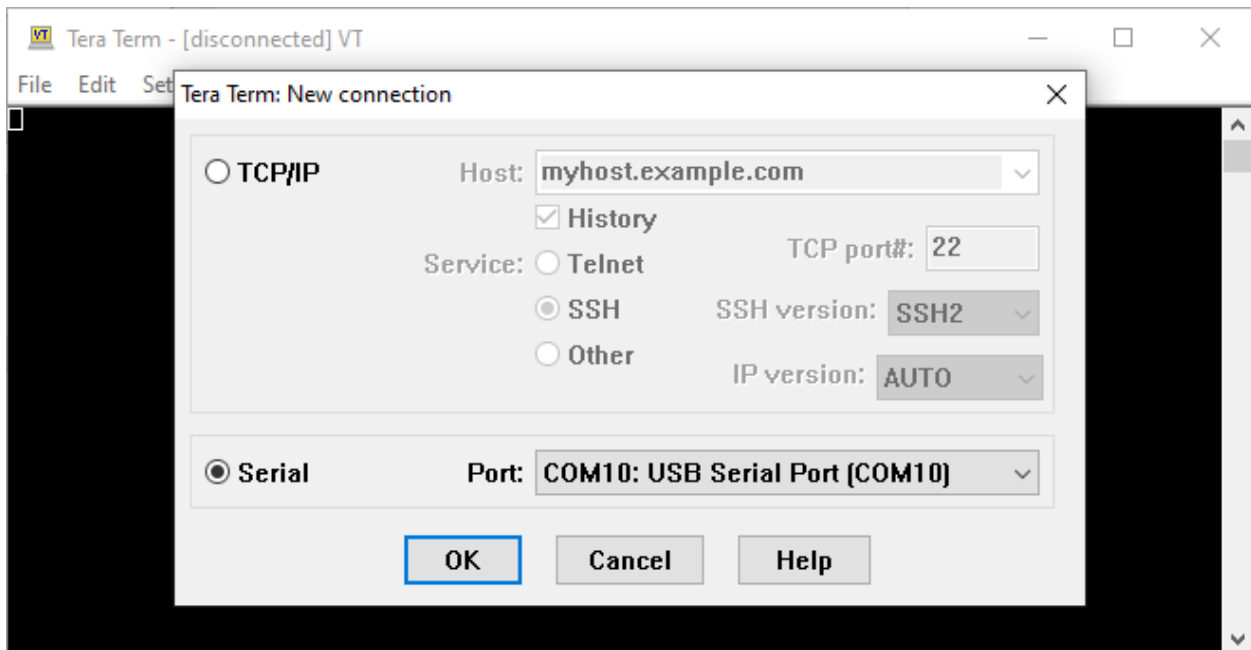 VT Tera Term - [disconnected] VT
File Edit Set
Tera Term: New connection
TCP/IP Host: myhost.example.com
History
Service: Telnet TCP port#: 22
SSH SSH version: SSH2
Other IP version: AUTO
Serial Port: COM10: USB Serial Port (COM10)
OK Cancel Help